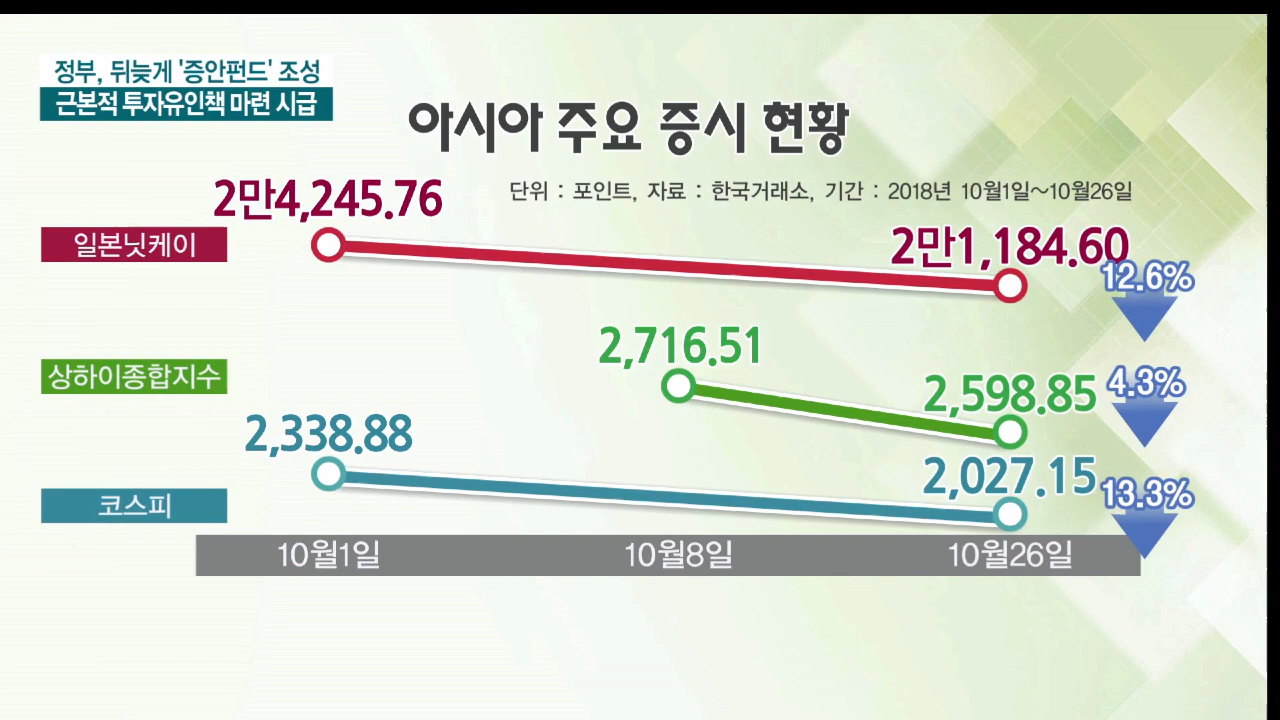 정부, 뒤늦게 '증안펀드' 조성
근본적 투자유인책 마련 시급
아시아 주요 증시 현황
단위 : 포인트, 자료 : 한국거래소, 기간 : 2018년 10월1일~10월26일
2만4,245.76
일본닛케이
2만1,184.60
12.6%
2,716.51
상하이종합지수
2,598.85
4.3%
2,338.88
코스피
2,027.15
13.3%
10월1일
10월8일
10월26일